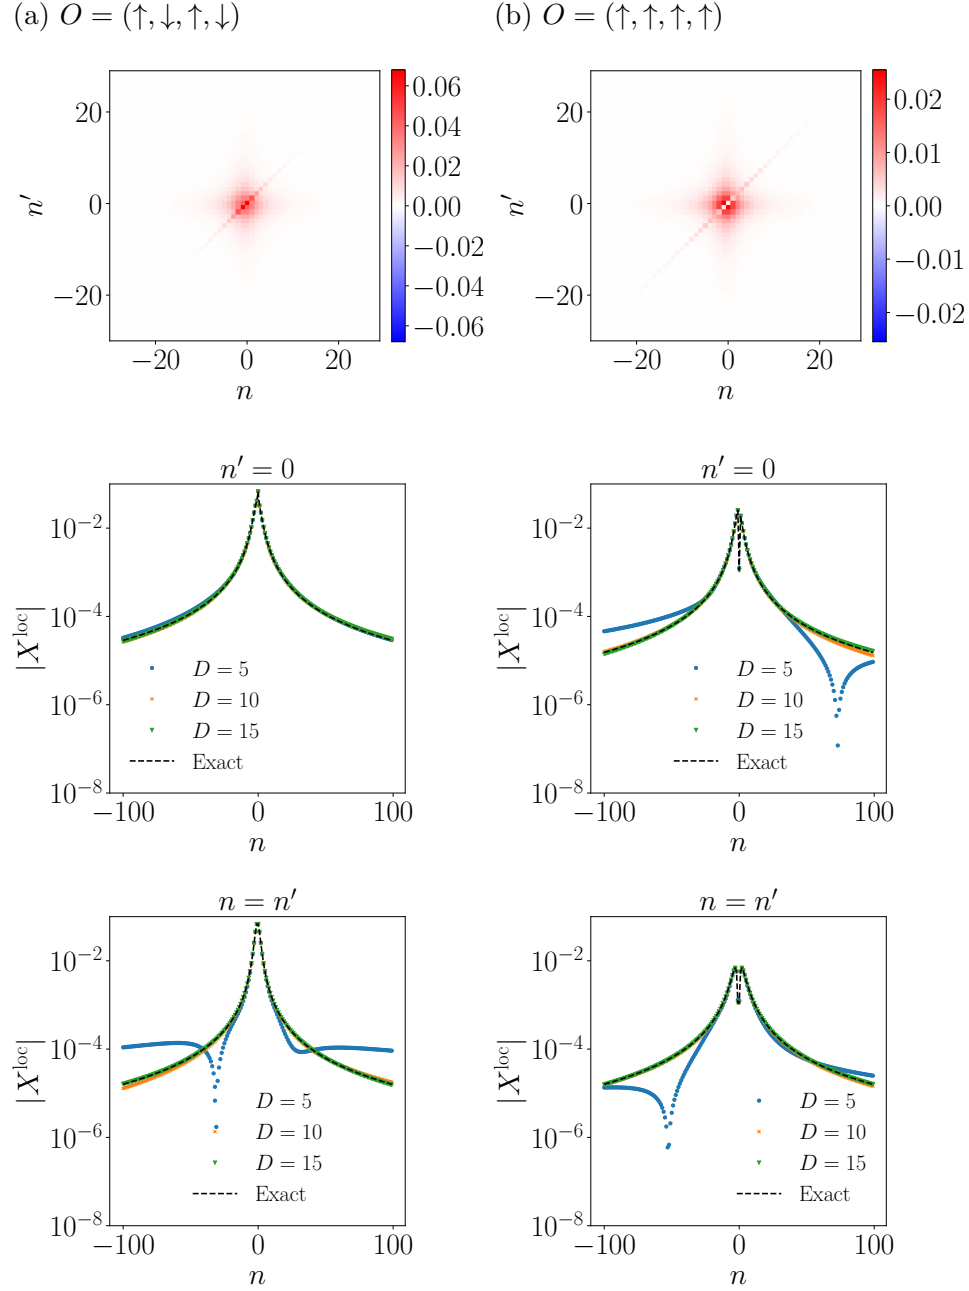 (a) O = (↑, ↓, ↑, ↓)
20
0
−20
n′
−20 0 20
n
0.06
0.04
0.02
0.00
−0.02
−0.04
−0.06
(b) O = (↑, ↑, ↑, ↑)
20
0
−20
n′
−20 0 20
n
0.02
0.01
0.00
−0.01
−0.02
n′ = 0
10⁻²
10⁻⁴
10⁻⁶
10⁻⁸
|X^loc|
D = 5
D = 10
D = 15
Exact
−100 0 100
n
n′ = 0
10⁻²
10⁻⁴
10⁻⁶
10⁻⁸
|X^loc|
D = 5
D = 10
D = 15
Exact
−100 0 100
n
n = n′
10⁻²
10⁻⁴
10⁻⁶
10⁻⁸
|X^loc|
D = 5
D = 10
D = 15
Exact
−100 0 100
n
n = n′
10⁻²
10⁻⁴
10⁻⁶
10⁻⁸
|X^loc|
D = 5
D = 10
D = 15
Exact
−100 0 100
n